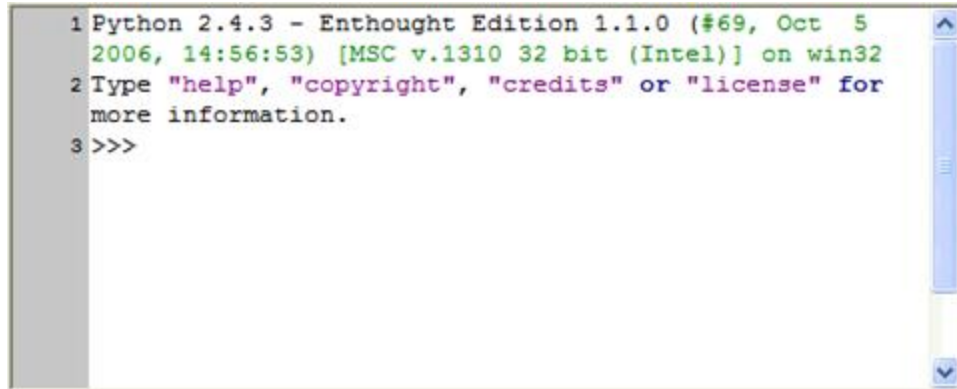 1 Python 2.4.3 - Enthought Edition 1.1.0 (#69, Oct  5
2006, 14:56:53) [MSC v.1310 32 bit (Intel)] on win32
2 Type "help", "copyright", "credits" or "license" for
more information.
3 >>>